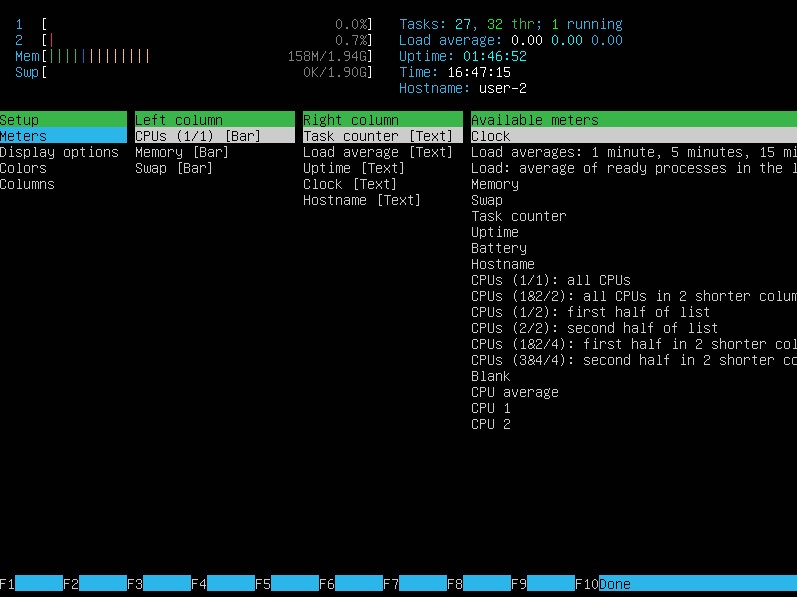 1 [ 0.0%] Tasks: 27, 32 thr; 1 running
2 [| 0.7%] Load average: 0.00 0.00 0.00
Mem[||||||||||||| 158M/1.94G] Uptime: 01:46:52
Swp[ 0K/1.90G] Time: 16:47:15
Hostname: user-2
Setup Left column Right column Available meters
Meters CPUs (1/1) [Bar] Task counter [Text] Clock
Display options Memory [Bar] Load average [Text] Load averages: 1 minute, 5 minutes, 15 mi
Colors Swap [Bar] Uptime [Text] Load: average of ready processes in the l
Columns Clock [Text] Memory
Hostname [Text] Swap
Task counter
Uptime
Battery
Hostname
CPUs (1/1): all CPUs
CPUs (1&2/2): all CPUs in 2 shorter colum
CPUs (1/2): first half of list
CPUs (2/2): second half of list
CPUs (1&2/4): first half in 2 shorter col
CPUs (3&4/4): second half in 2 shorter co
Blank
CPU average
CPU 1
CPU 2
F1 F2 F3 F4 F5 F6 F7 F8 F9 F10Done